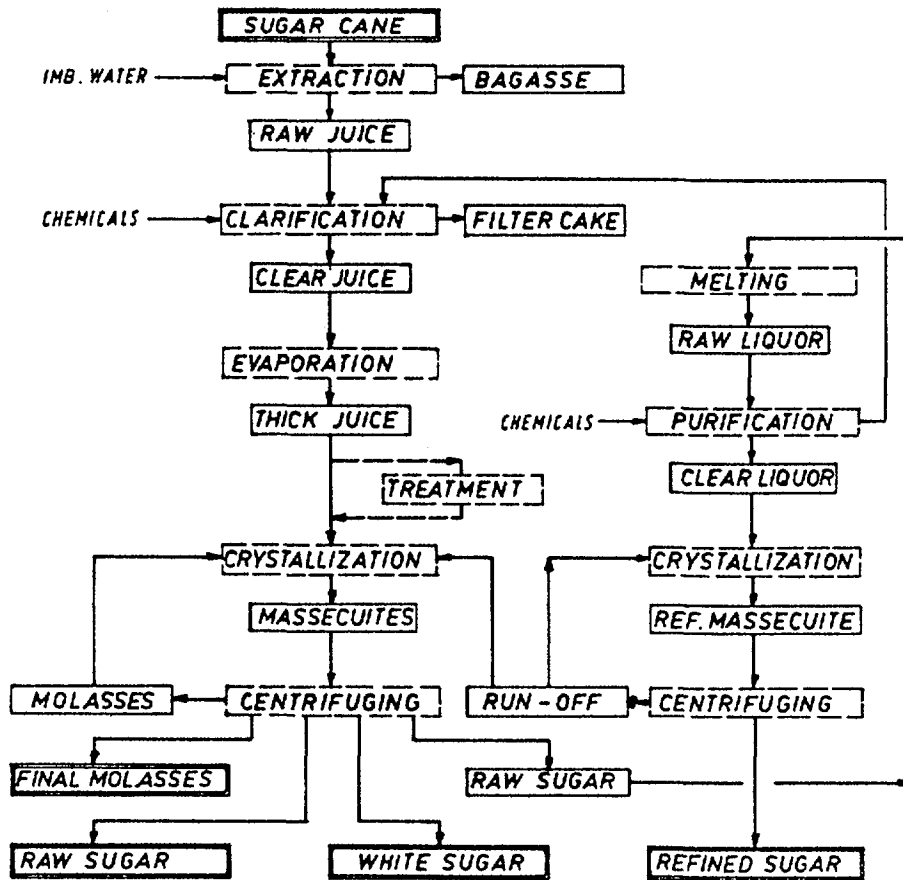 SUGAR CANE
IMB. WATER
EXTRACTION
BAGASSE
RAW JUICE
CHEMICALS
CLARIFICATION
FILTER CAKE
CLEAR JUICE
EVAPORATION
THICK JUICE
TREATMENT
CRYSTALLIZATION
MASSECUITES
MOLASSES
CENTRIFUGING
FINAL MOLASSES
RAW SUGAR
WHITE SUGAR
MELTING
RAW LIQUOR
CHEMICALS
PURIFICATION
CLEAR LIQUOR
CRYSTALLIZATION
REF. MASSECUITE
RUN-OFF
CENTRIFUGING
RAW SUGAR
REFINED SUGAR